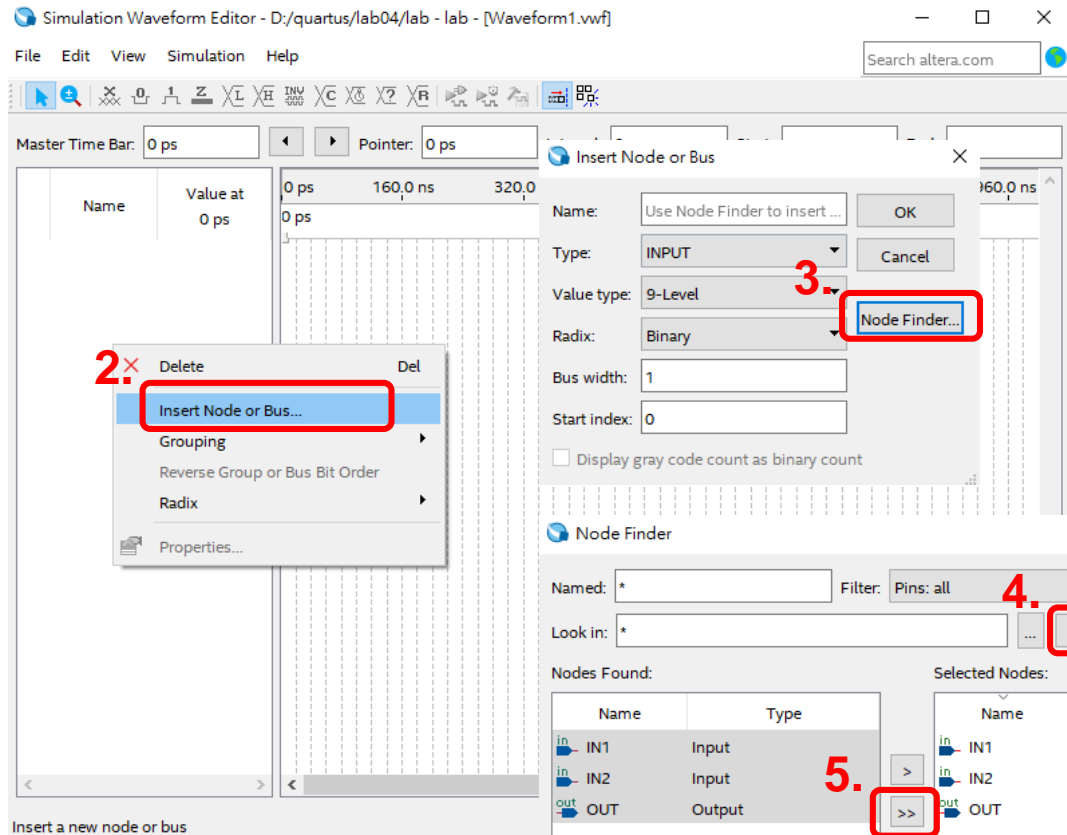 Simulation Waveform Editor - D:/quartus/lab04/lab - lab - [Waveform1.vwf]
File Edit View Simulation Help
Search altera.com
Master Time Bar: 0 ps
Pointer: 0 ps
Name
Value at
0 ps
0 ps 160.0 ns 320.0
960.0 ns
0 ps
2.
Delete Del
Insert Node or Bus...
Grouping
Reverse Group or Bus Bit Order
Radix
Properties...
Insert Node or Bus
Name: Use Node Finder to insert ...
OK
Type: INPUT
Cancel
3.
Value type: 9-Level
Node Finder...
Radix: Binary
Bus width: 1
Start index: 0
Display gray code count as binary count
Node Finder
Named: * Filter: Pins: all
4.
Look in: * ...
Nodes Found: Selected Nodes:
Name Type Name
in IN1 Input in IN1
in IN2 Input > in IN2
5.
out OUT Output >> out OUT
Insert a new node or bus